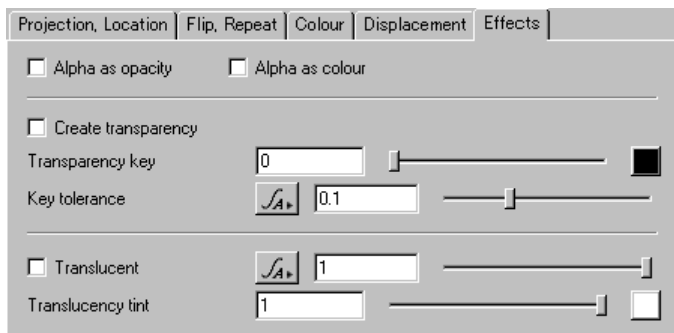 Projection, Location Flip, Repeat Colour Displacement Effects
Alpha as opacity Alpha as colour
Create transparency
Transparency key 0
Key tolerance A 0.1
Translucent A 1
Translucency tint 1